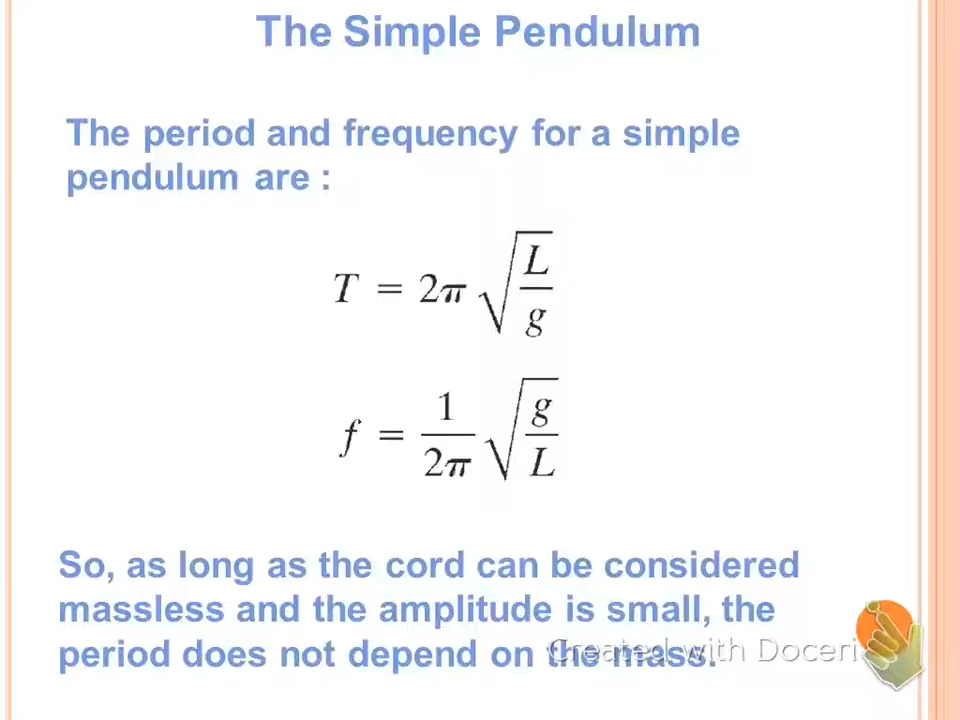 The Simple Pendulum
The period and frequency for a simple
pendulum are :
T = 2π √(L/g)
f = 1/(2π) √(g/L)
So, as long as the cord can be considered
massless and the amplitude is small, the
period does not depend on the mass.
Created with Doceri